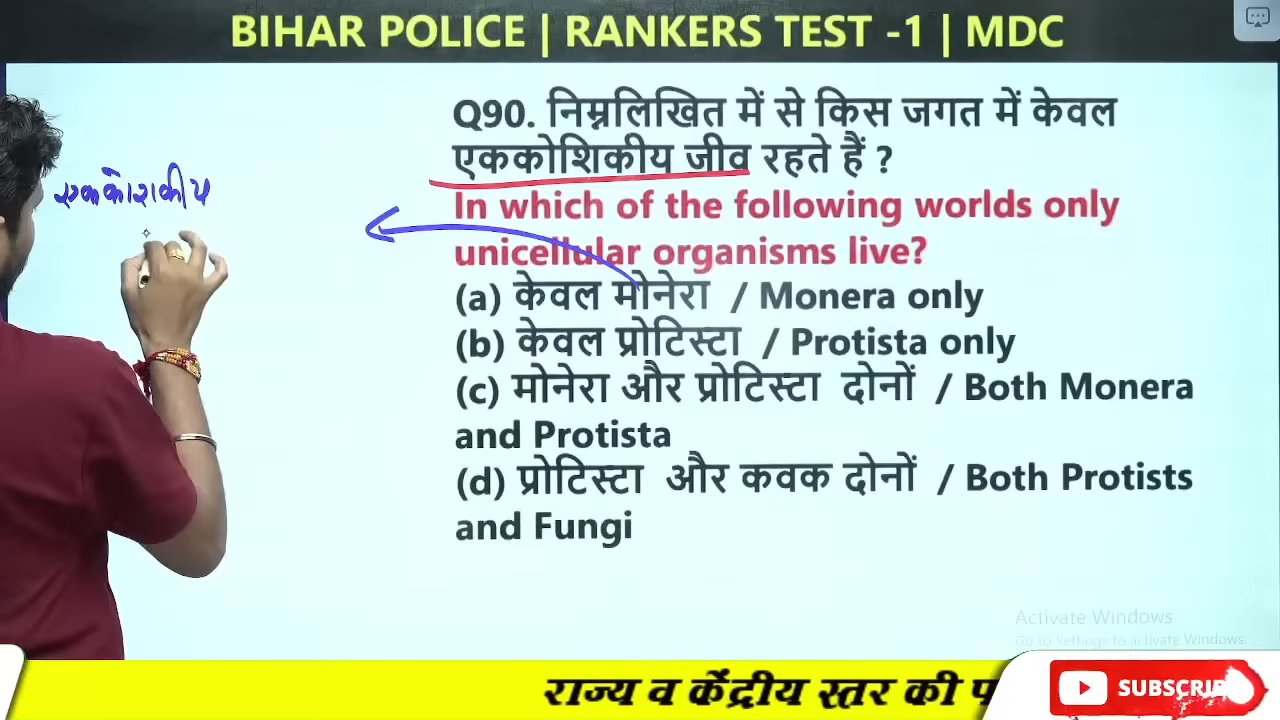 BIHAR POLICE | RANKERS TEST -1 | MDC
Q90. निम्नलिखित में से किस जगत में केवल
एककोशिकीय जीव रहते हैं ?
In which of the following worlds only
unicellular organisms live?
(a) केवल मोनेरा / Monera only
(b) केवल प्रोटिस्टा / Protista only
(c) मोनेरा और प्रोटिस्टा दोनों / Both Monera
and Protista
(d) प्रोटिस्टा और कवक दोनों / Both Protists
and Fungi
एककोशकीय
Activate Windows
Go to Settings to activate Windows.
राज्य व केंद्रीय स्तर की
SUBSCRIB